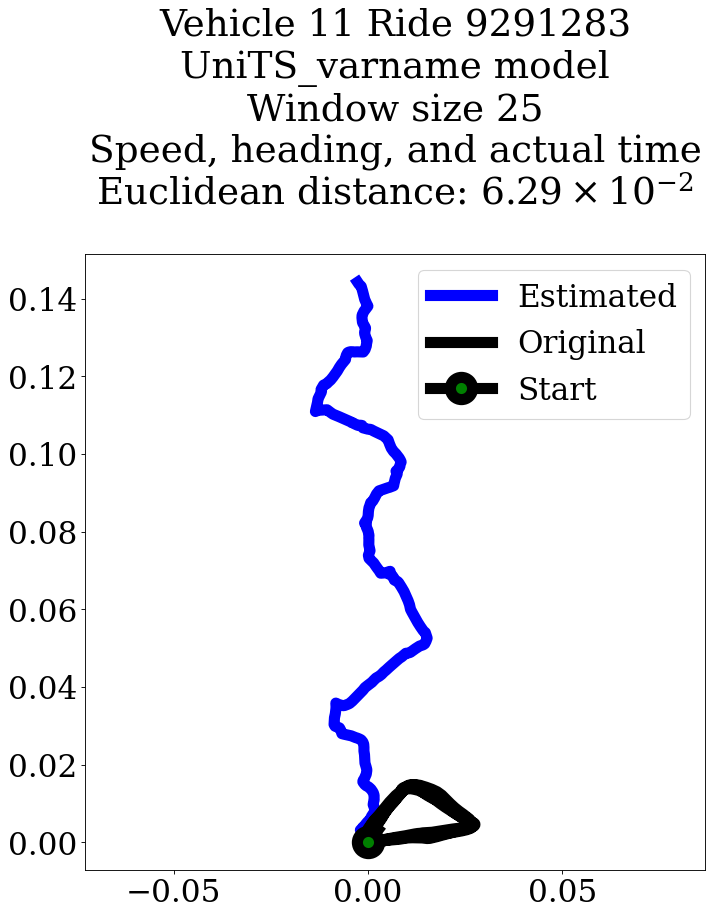 Vehicle 11 Ride 9291283
UniTS_varname model
Window size 25
Speed, heading, and actual time
Euclidean distance: 6.29 × 10⁻²
Estimated
Original
Start
0.14
0.12
0.10
0.08
0.06
0.04
0.02
0.00
−0.05 0.00 0.05